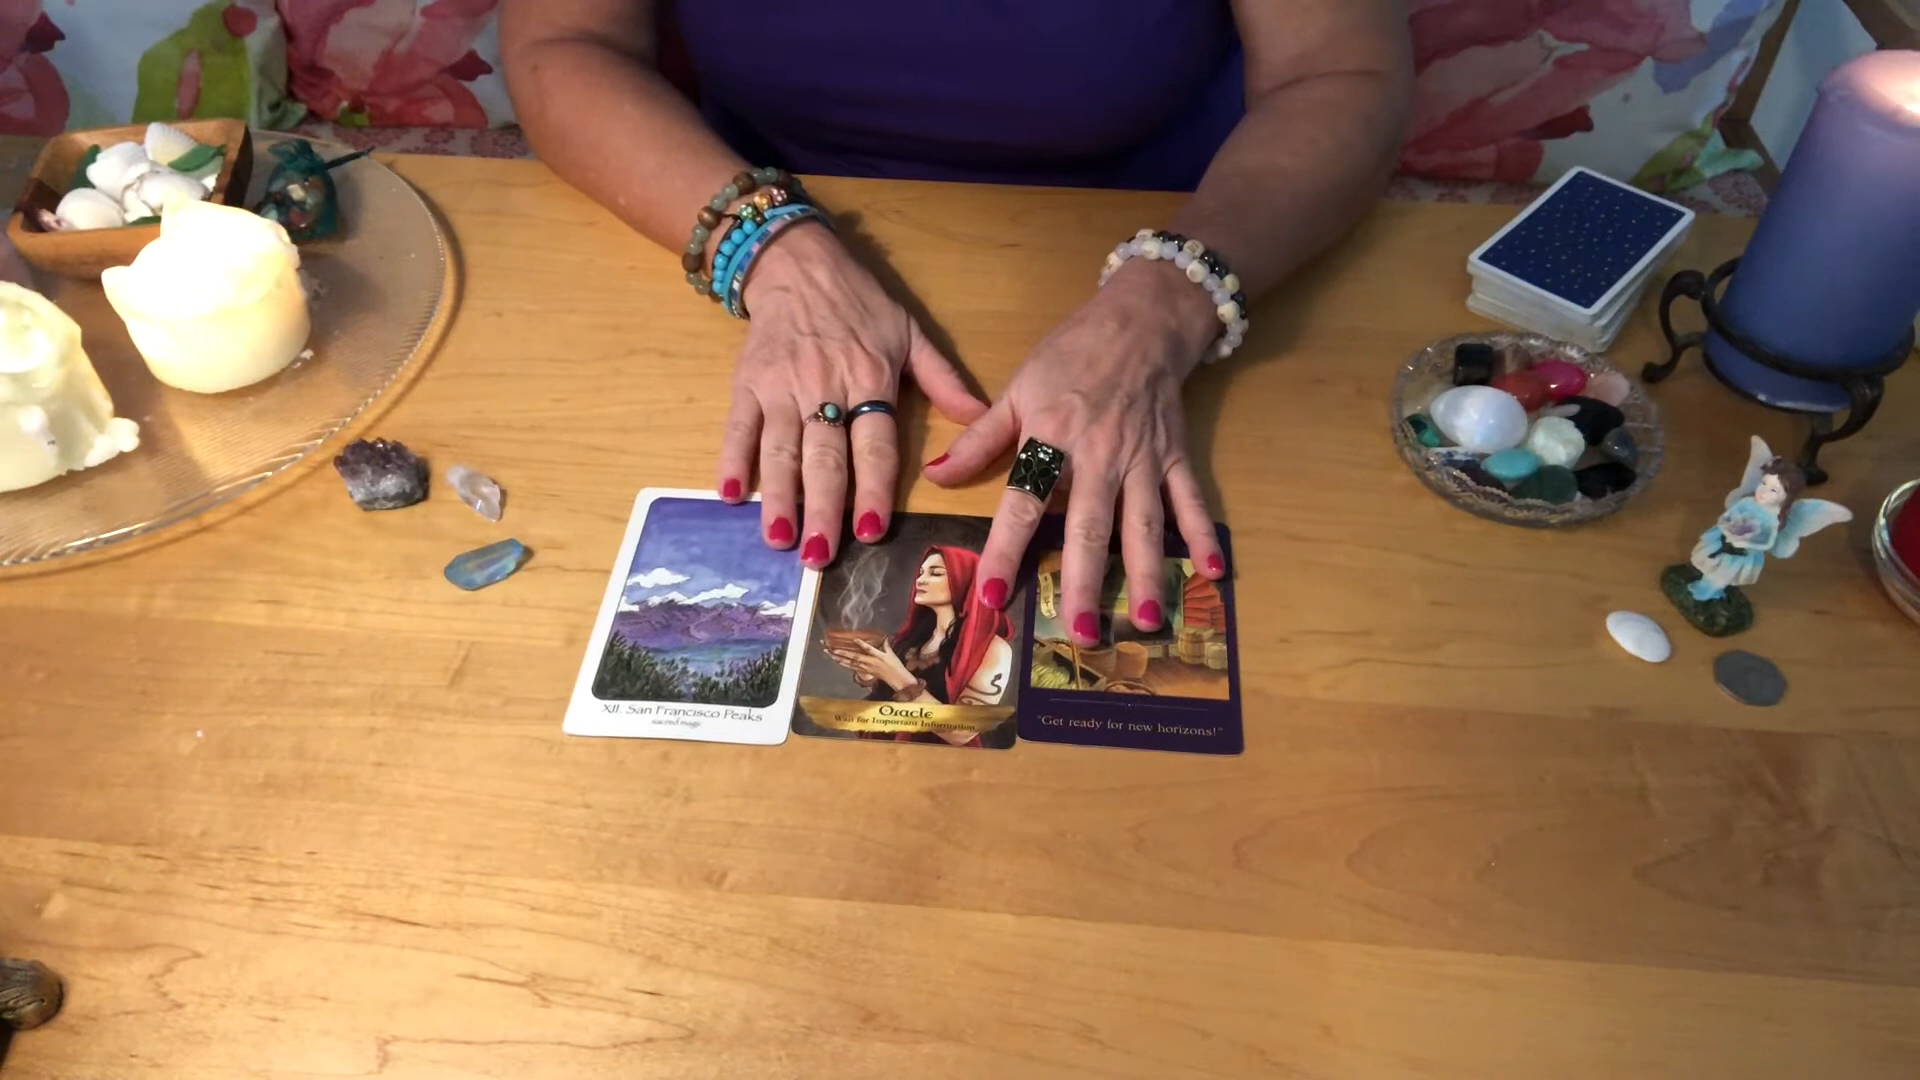 XII. San Francisco Peaks
sacred magic
Oracle
Wait for Important Information
"Get ready for new horizons!"